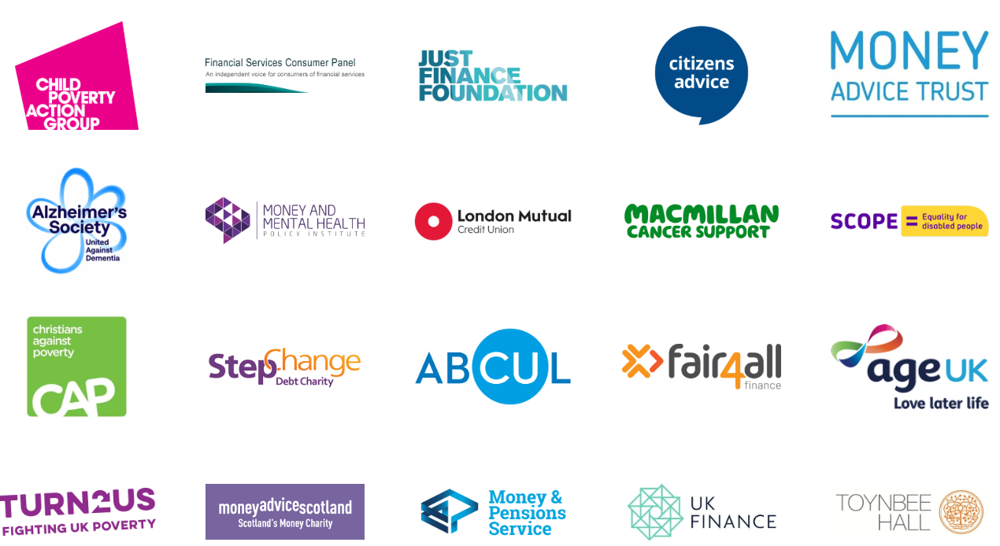 CHILD
POVERTY
ACTION
GROUP
Financial Services Consumer Panel
An independent voice for consumers of financial services
JUST
FINANCE
FOUNDATION
citizens
advice
MONEY
ADVICE TRUST
Alzheimer's
Society
United
Against
Dementia
MONEY AND
MENTAL HEALTH
POLICY INSTITUTE
London Mutual
Credit Union
MACMILLAN
CANCER SUPPORT
SCOPE
=
Equality for
disabled people
christians
against
poverty
CAP
StepChange
Debt Charity
ABCUL
fair4all
finance
age UK
Love later life
TURN2US
FIGHTING UK POVERTY
moneyadvicescotland
Scotland's Money Charity
Money &
Pensions
Service
UK
FINANCE
TOYNBEE
HALL